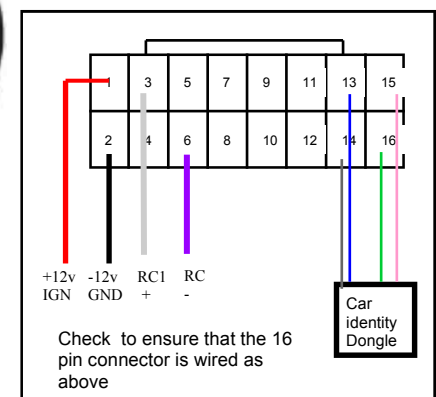 1 3 5 7 9 11 13 15
2 4 6 8 10 12 14 16
+12v -12v RC1 RC
IGN GND + -
Car
identity
Dongle
Check to ensure that the 16
pin connector is wired as
above